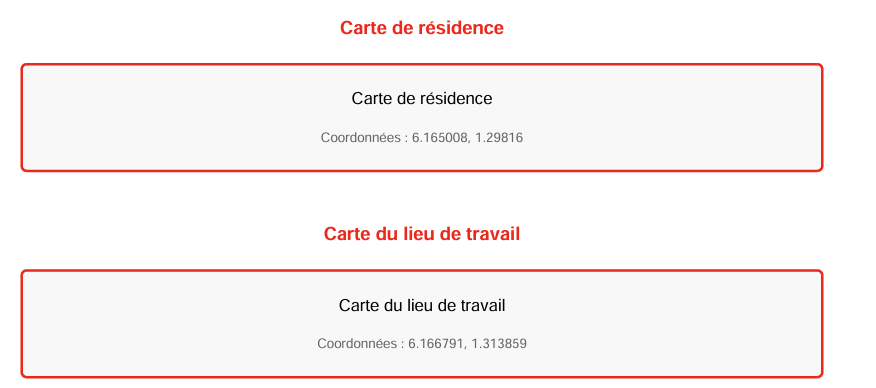 Carte de résidence
Carte de résidence
Coordonnées : 6.165008, 1.29816
Carte du lieu de travail
Carte du lieu de travail
Coordonnées : 6.166791, 1.313859